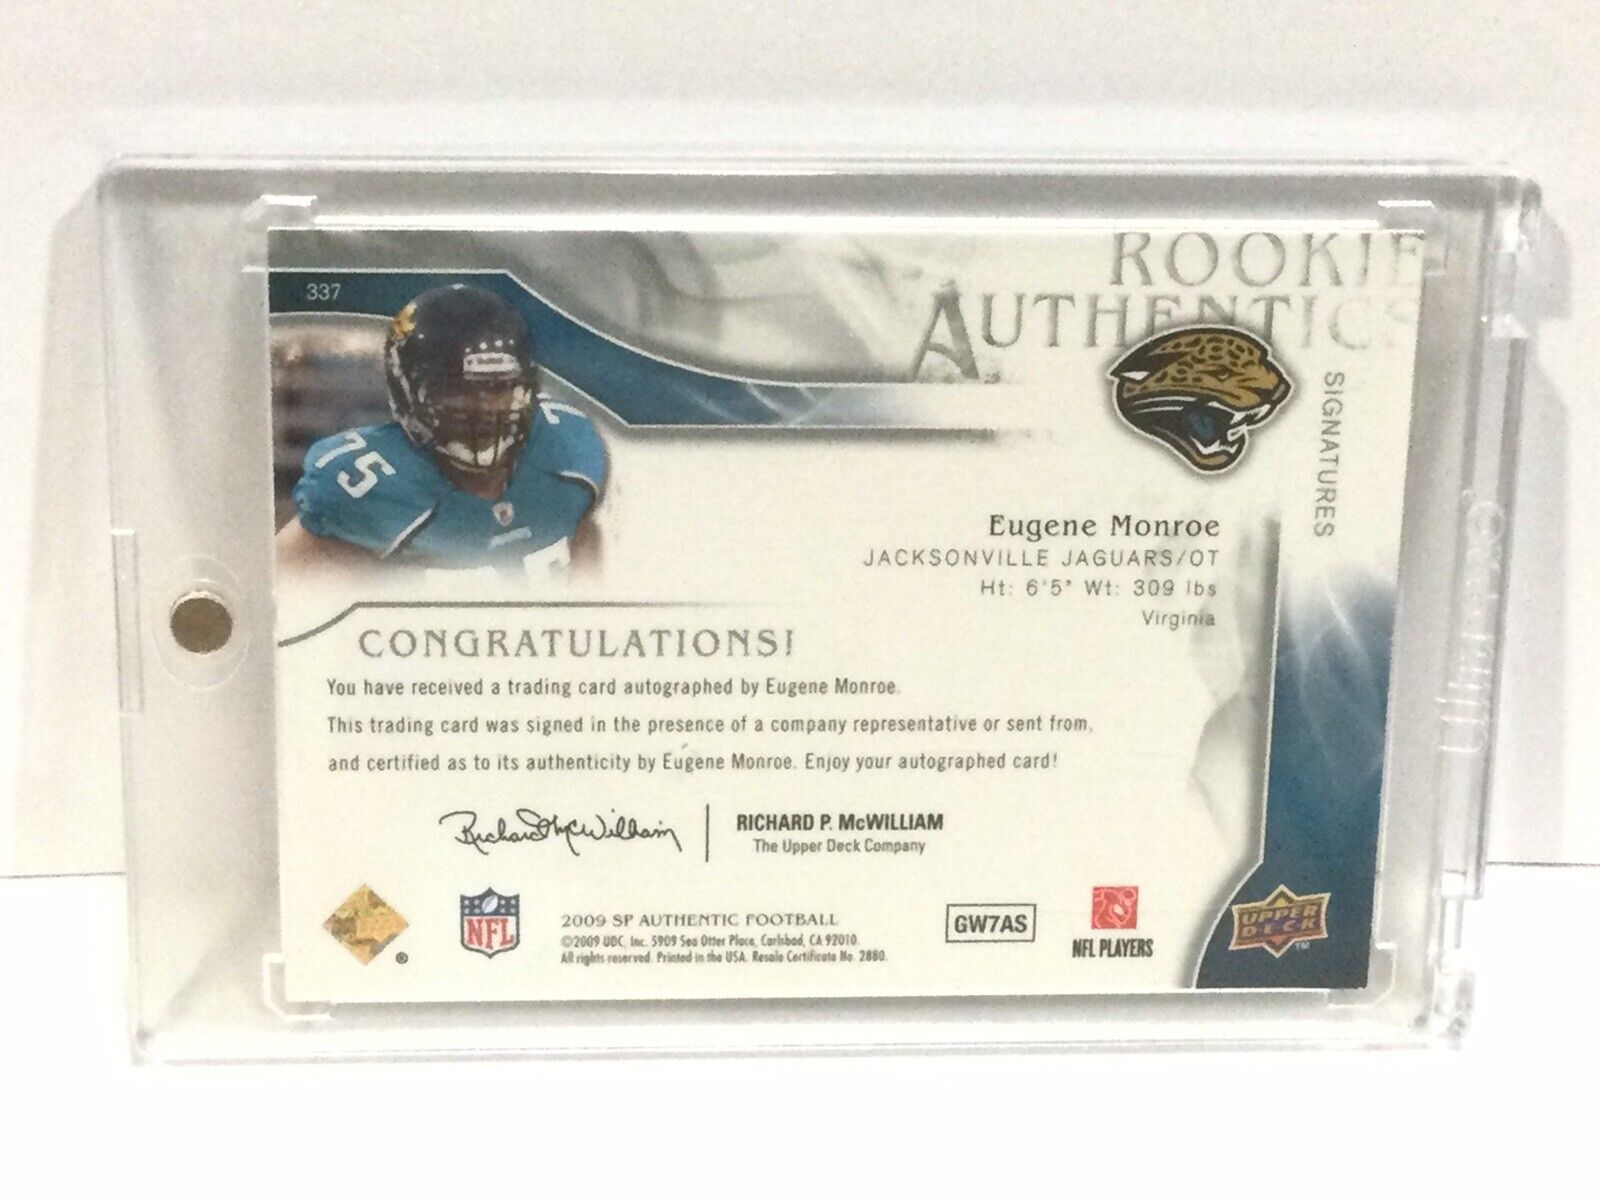 337
ROOKIE
AUTHENTICS
SIGNATURES
75
Eugene Monroe
JACKSONVILLE JAGUARS/OT
Ht: 6'5" Wt: 309 lbs
Virginia
CONGRATULATIONS!
You have received a trading card autographed by Eugene Monroe.
This trading card was signed in the presence of a company representative or sent from,
and certified as to its authenticity by Eugene Monroe. Enjoy your autographed card!
Richard McWilliam
RICHARD P. McWILLIAM
The Upper Deck Company
NFL
2009 SP AUTHENTIC FOOTBALL
©2009 UDC, Inc. 5909 Sea Otter Place, Carlsbad, CA 92010.
All rights reserved. Printed in the USA. Resale Certificate No. 2880.
GW7AS
NFL PLAYERS
UPPER
DECK
TM
®